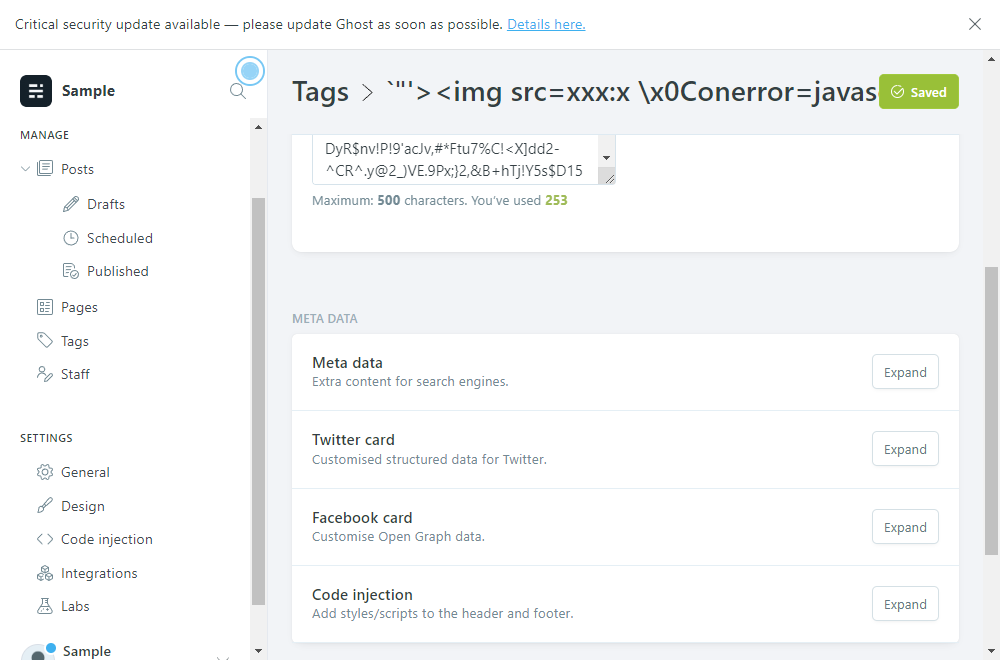 Critical security update available — please update Ghost as soon as possible. Details here.
Sample
Tags > `"'><img src=xxx:x \x0Conerror=javas
Saved
MANAGE
Posts
Drafts
Scheduled
Published
Pages
Tags
Staff
SETTINGS
General
Design
Code injection
Integrations
Labs
Sample
DyR$nv!P!9'acJv,#*Ftu7%C!<X]dd2-
^CR^.y@2_)VE.9Px;}2,&B+hTj!Y5s$D15
Maximum: 500 characters. You've used 253
META DATA
Meta data
Extra content for search engines.
Expand
Twitter card
Customised structured data for Twitter.
Expand
Facebook card
Customise Open Graph data.
Expand
Code injection
Add styles/scripts to the header and footer.
Expand